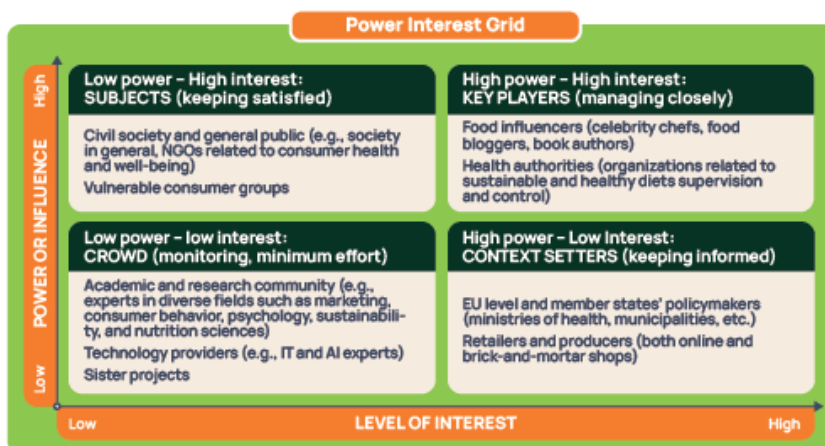 Power Interest Grid
High
POWER OR INFLUENCE
Low
Low power – High interest:
SUBJECTS (keeping satisfied)
Civil society and general public (e.g., society
in general, NGOs related to consumer health
and well-being)
Vulnerable consumer groups
High power – High interest:
KEY PLAYERS (managing closely)
Food influencers (celebrity chefs, food
bloggers, book authors)
Health authorities (organizations related to
sustainable and healthy diets supervision
and control)
Low power – low interest:
CROWD (monitoring, minimum effort)
Academic and research community (e.g.,
experts in diverse fields such as marketing,
consumer behavior, psychology, sustainabili-
ty, and nutrition sciences)
Technology providers (e.g., IT and AI experts)
Sister projects
High power – Low Interest:
CONTEXT SETTERS (keeping informed)
EU level and member states' policymakers
(ministries of health, municipalities, etc.)
Retailers and producers (both online and
brick-and-mortar shops)
Low
LEVEL OF INTEREST
High